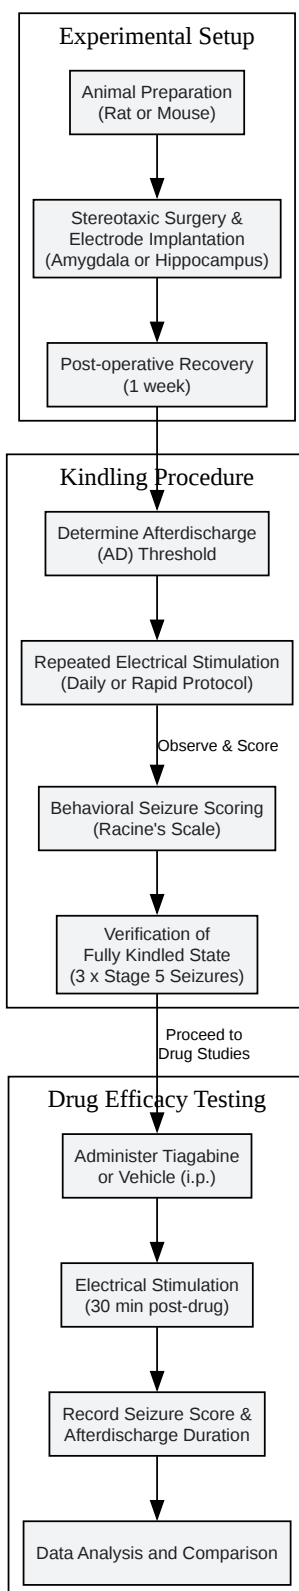 Experimental Setup
Animal Preparation
(Rat or Mouse)
Stereotaxic Surgery &
Electrode Implantation
(Amygdala or Hippocampus)
Post-operative Recovery
(1 week)
Kindling Procedure
Determine Afterdischarge
(AD) Threshold
Repeated Electrical Stimulation
(Daily or Rapid Protocol)
Observe & Score
Behavioral Seizure Scoring
(Racine's Scale)
Verification of
Fully Kindled State
(3 x Stage 5 Seizures)
Proceed to
Drug Studies
Drug Efficacy Testing
Administer Tiagabine
or Vehicle (i.p.)
Electrical Stimulation
(30 min post-drug)
Record Seizure Score &
Afterdischarge Duration
Data Analysis and Comparison